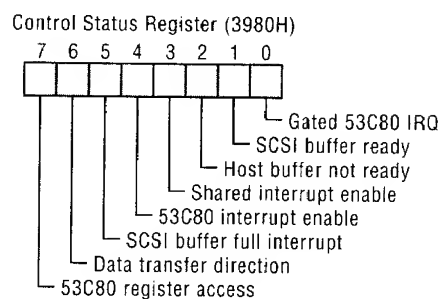 Control Status Register (3980H)
7 6 5 4 3 2 1 0
Gated 53C80 IRQ
SCSI buffer ready
Host buffer not ready
Shared interrupt enable
53C80 interrupt enable
SCSI buffer full interrupt
Data transfer direction
53C80 register access